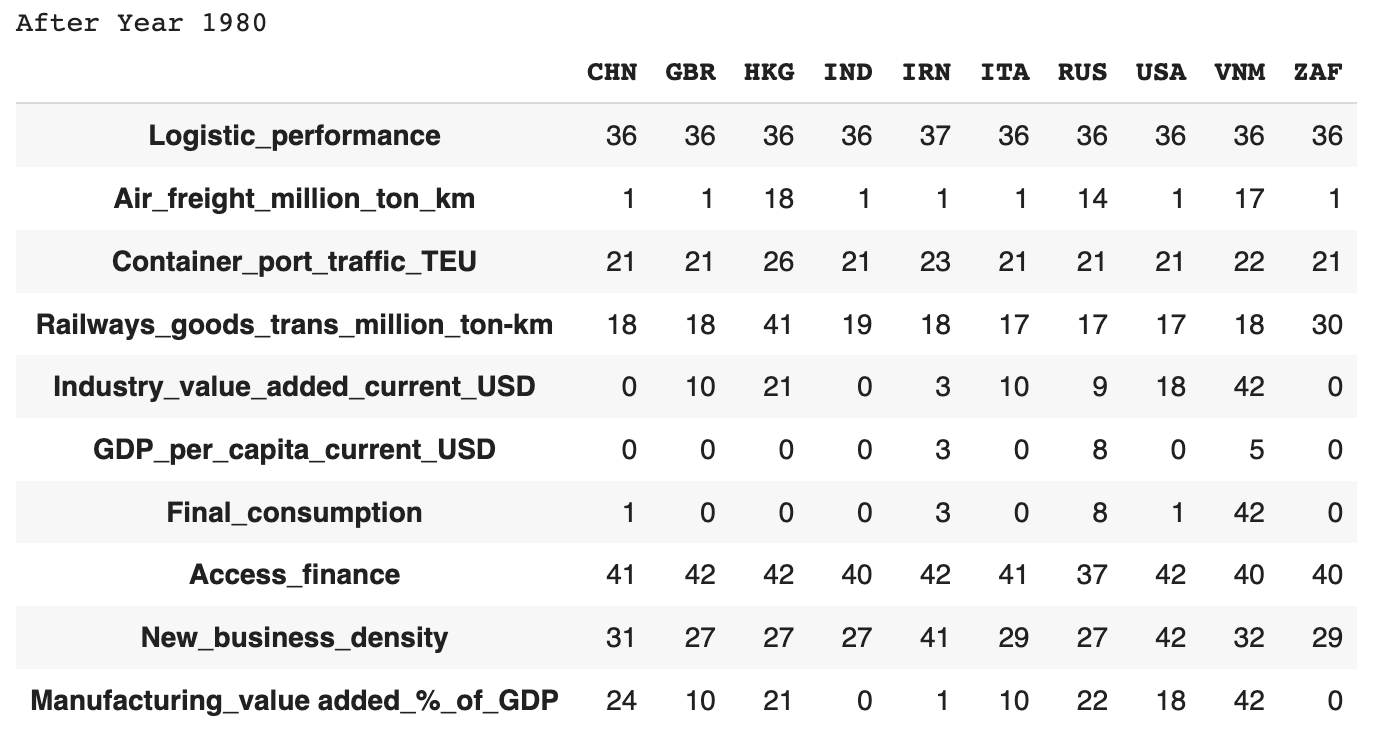 After Year 1980
CHN GBR HKG IND IRN ITA RUS USA VNM ZAF
Logistic_performance 36 36 36 36 37 36 36 36 36 36
Air_freight_million_ton_km 1 1 18 1 1 1 14 1 17 1
Container_port_traffic_TEU 21 21 26 21 23 21 21 21 22 21
Railways_goods_trans_million_ton-km 18 18 41 19 18 17 17 17 18 30
Industry_value_added_current_USD 0 10 21 0 3 10 9 18 42 0
GDP_per_capita_current_USD 0 0 0 0 3 0 8 0 5 0
Final_consumption 1 0 0 0 3 0 8 1 42 0
Access_finance 41 42 42 40 42 41 37 42 40 40
New_business_density 31 27 27 27 41 29 27 42 32 29
Manufacturing_value added_%_of_GDP 24 10 21 0 1 10 22 18 42 0